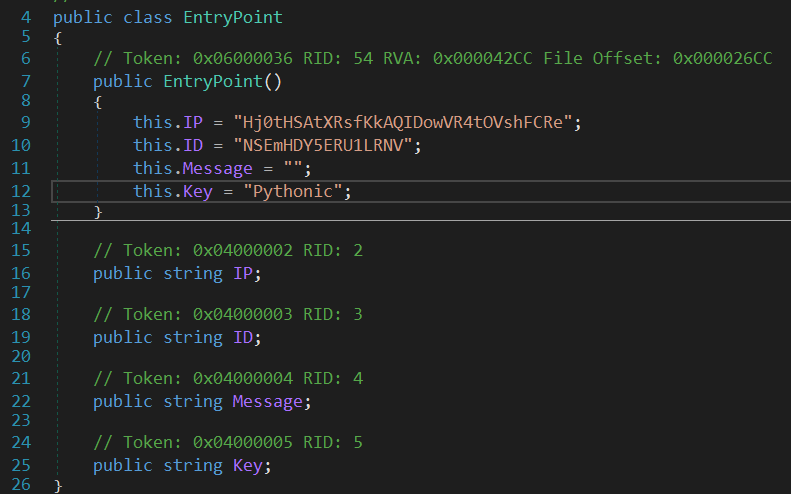 4 public class EntryPoint
5 {
6 // Token: 0x06000036 RID: 54 RVA: 0x000042CC File Offset: 0x000026CC
7 public EntryPoint()
8 {
9 this.IP = "Hj0tHSAtXRsfKkAQIDowVR4tOVshFCRe";
10 this.ID = "NSEmHDY5ERU1LRNV";
11 this.Message = "";
12 this.Key = "Pythonic";
13 }
14
15 // Token: 0x04000002 RID: 2
16 public string IP;
17
18 // Token: 0x04000003 RID: 3
19 public string ID;
20
21 // Token: 0x04000004 RID: 4
22 public string Message;
23
24 // Token: 0x04000005 RID: 5
25 public string Key;
26 }